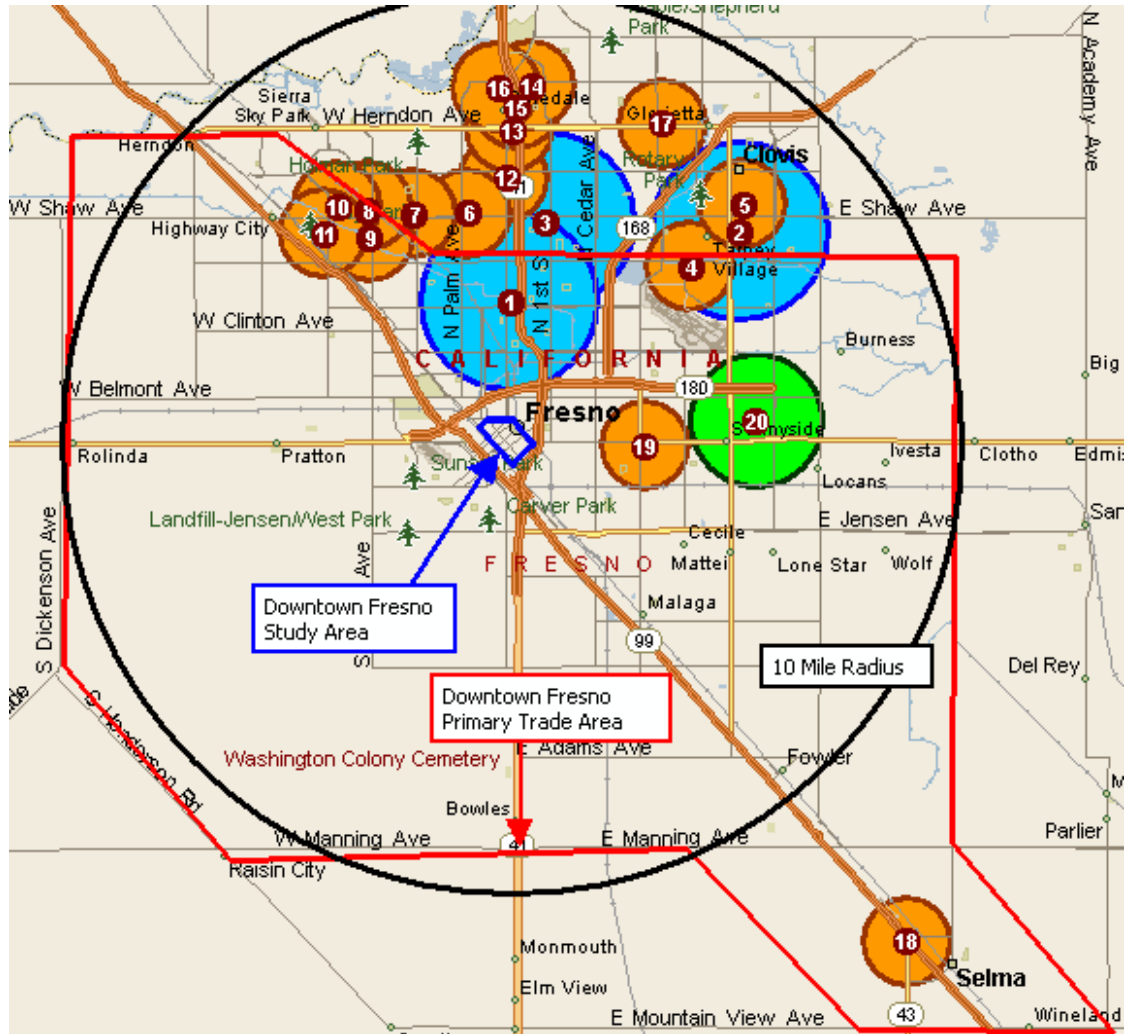 Park
N Academy Ave
16
14
15
Sierra
Sky Park
W Herndon Ave
Herndon
13
Glorietta
17
Clovis
Rotary
Park
12
N Cedar Ave
W Shaw Ave
Highway City
10
8
7
6
3
168
5
2
E Shaw Ave
11
9
4
Village
N Palm Ave
1
N 1st S
W Clinton Ave
Burness
CALIFORNIA
Big
W Belmont Ave
180
Fresno
20
19
Rolinda
Pratton
Ivesta
Clotho
Edmis
Locans
Carver Park
Landfill-Jensen/West Park
E Jensen Ave
San
Cecile
FRESNO
Mattei
Lone Star
Wolf
S Dickenson Ave
S
Ave
Downtown Fresno
Study Area
Malaga
99
10 Mile Radius
Del Rey
Downtown Fresno
Primary Trade Area
E Adams Ave
Washington Colony Cemetery
Fowler
S Henderson Rd
Bowles
M
W Manning Ave
41
E Manning Ave
Parlier
Raisin City
18
Monmouth
Selma
Elm View
43
E Mountain View Ave
Wineland